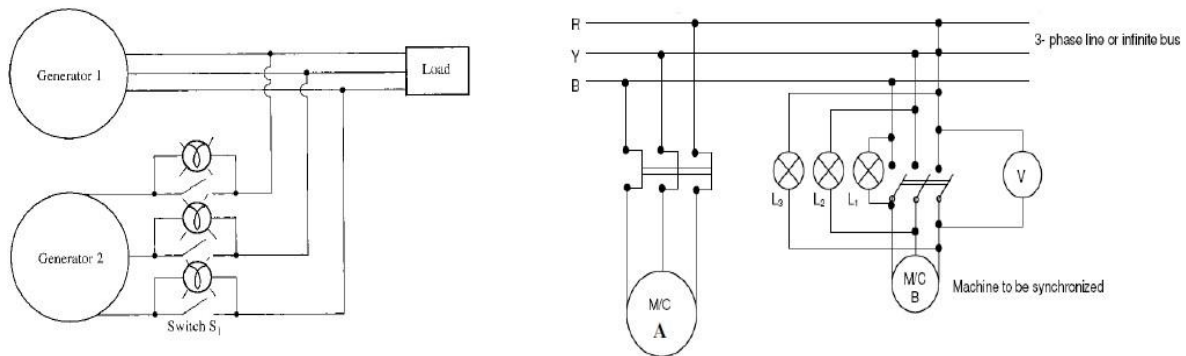 Generator 1
Load
Generator 2
Switch S₁
R
Y
B
3- phase line or infinite bus
L₃
L₂
L₁
V
M/C
A
M/C
B
Machine to be synchronized